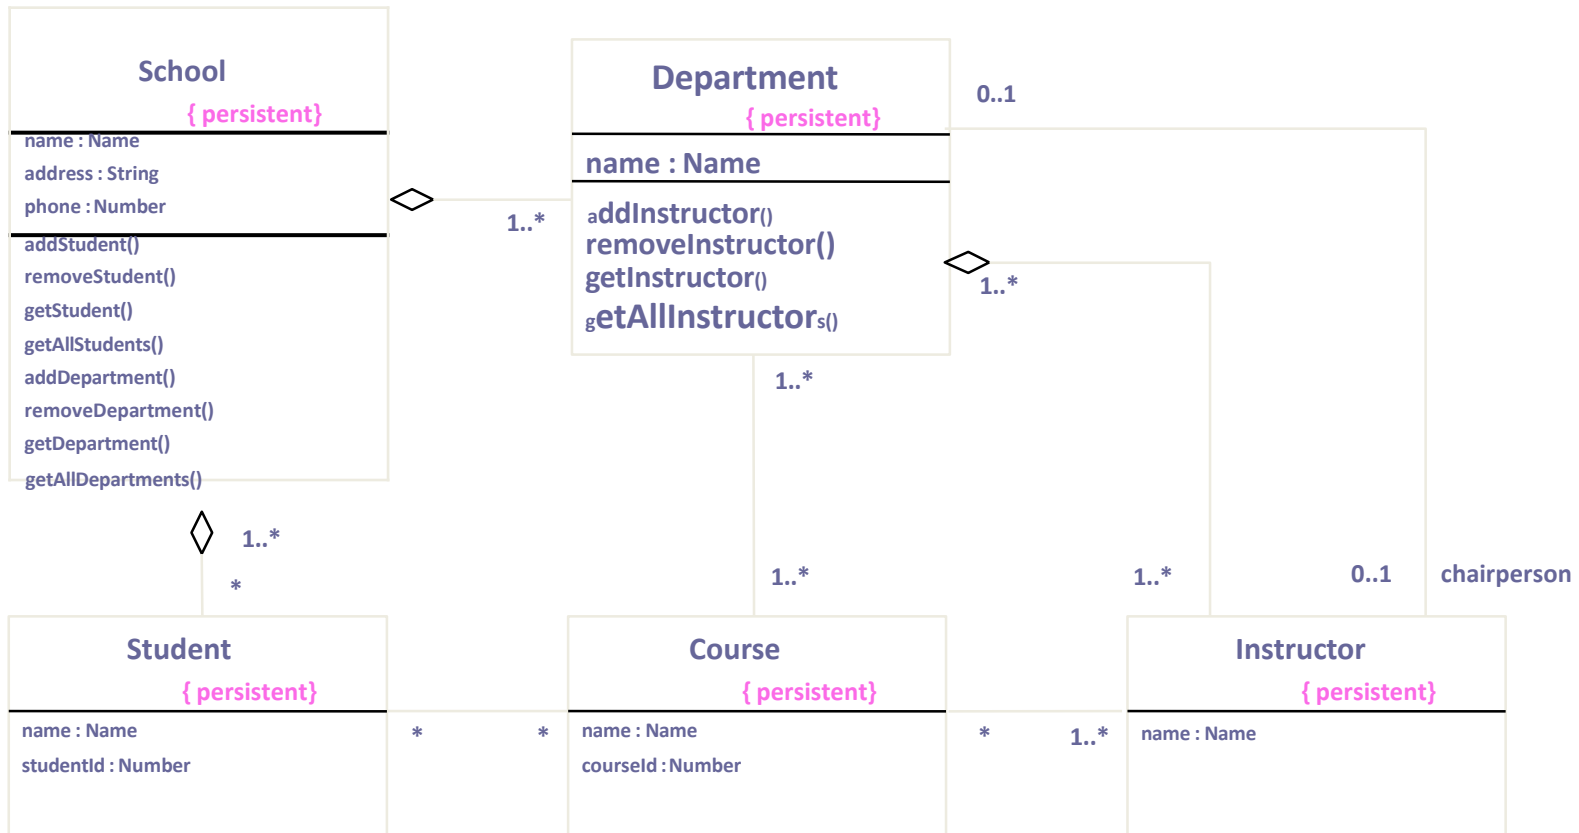 School
{ persistent}
name : Name
address : String
phone : Number
addStudent()
removeStudent()
getStudent()
getAllStudents()
addDepartment()
removeDepartment()
getDepartment()
getAllDepartments()
Department
{ persistent}
name : Name
addInstructor()
removeInstructor()
getInstructor()
getAllInstructors()
0..1
1..*
1..*
1..*
1..*
*
1..*
1..*
0..1 chairperson
Student
{ persistent}
name : Name
studentId : Number
* *
Course
{ persistent}
name : Name
courseId : Number
* 1..*
Instructor
{ persistent}
name : Name